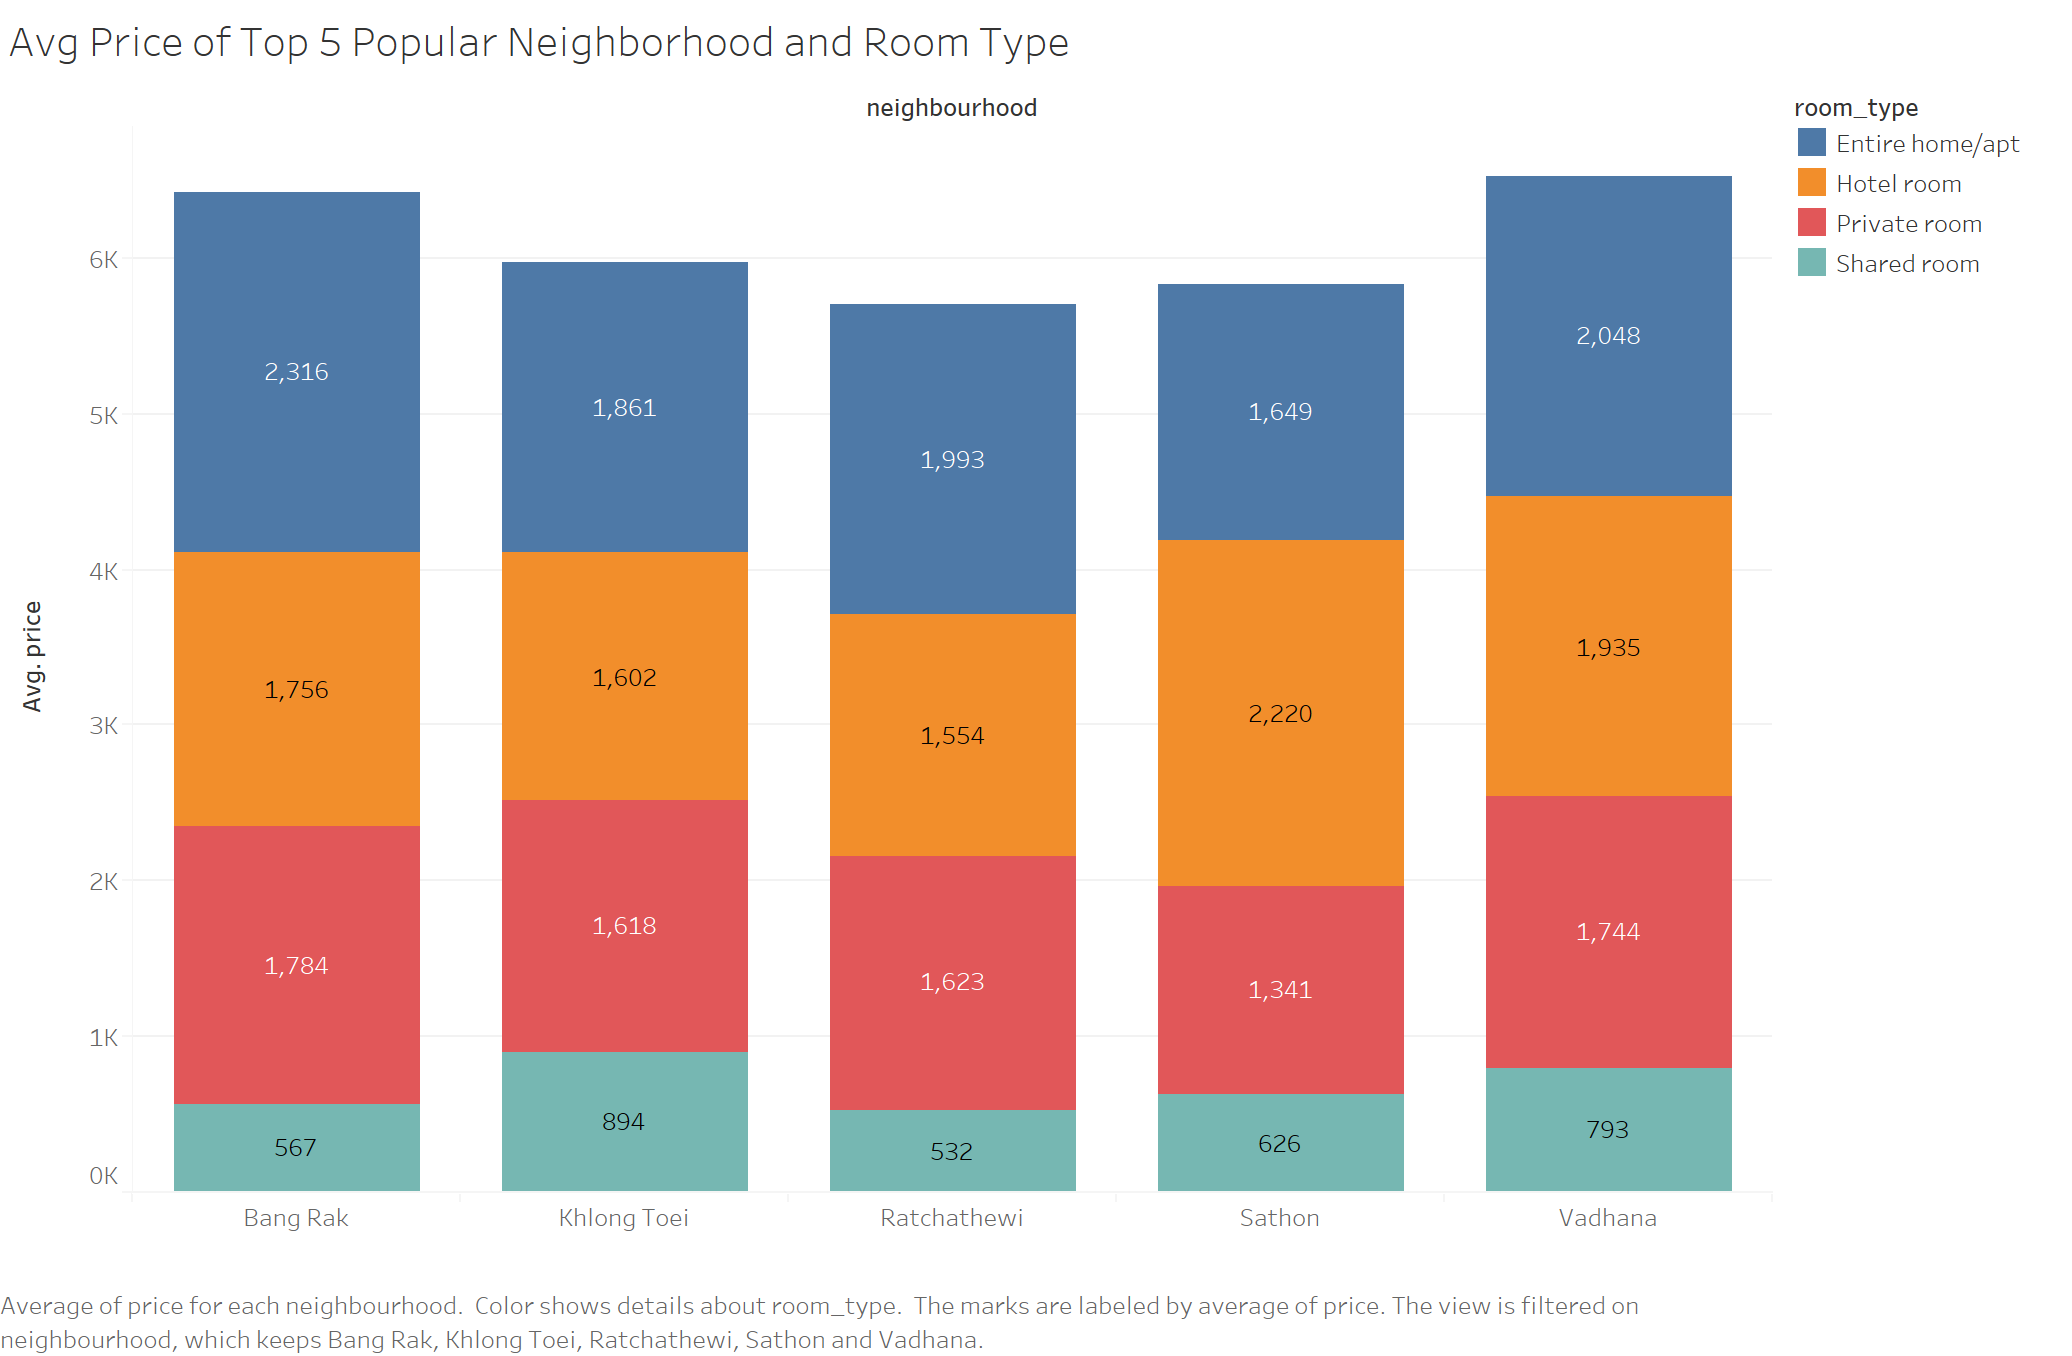 Avg Price of Top 5 Popular Neighborhood and Room Type
neighbourhood
room_type
Entire home/apt
Hotel room
Private room
Shared room
Avg. price
6K
5K
4K
3K
2K
1K
0K
2,316
1,861
1,993
1,649
2,048
1,756
1,602
1,554
2,220
1,935
1,784
1,618
1,623
1,341
1,744
567
894
532
626
793
Bang Rak
Khlong Toei
Ratchathewi
Sathon
Vadhana
Average of price for each neighbourhood.  Color shows details about room_type.  The marks are labeled by average of price. The view is filtered on
neighbourhood, which keeps Bang Rak, Khlong Toei, Ratchathewi, Sathon and Vadhana.